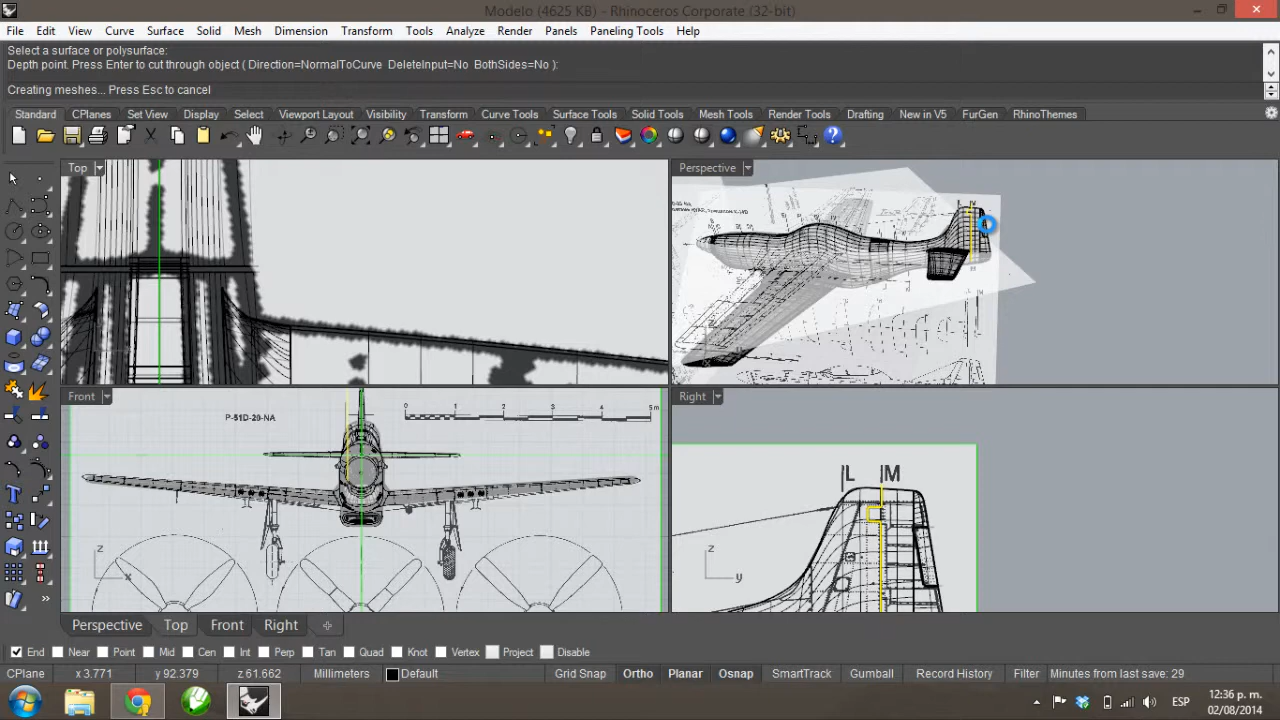 Modelo (4625 KB) - Rhinoceros Corporate (32-bit)
File Edit View Curve Surface Solid Mesh Dimension Transform Tools Analyze Render Panels Paneling Tools Help
Select a surface or polysurface:
Depth point. Press Enter to cut through object ( Direction=NormalToCurve DeleteInput=No BothSides=No ):
Creating meshes... Press Esc to cancel
Standard CPlanes Set View Display Select Viewport Layout Visibility Transform Curve Tools Surface Tools Solid Tools Mesh Tools Render Tools Drafting New in V5 FurGen RhinoThemes
Top
Perspective
Front
P-51D-20-NA
0 1 2 3 4 5 m
z
x
Right
L M
z
y
Perspective Top Front Right
End Near Point Mid Cen Int Perp Tan Quad Knot Vertex Project Disable
CPlane x 3.771 y 92.379 z 61.662 Millimeters Default Grid Snap Ortho Planar Osnap SmartTrack Gumball Record History Filter Minutes from last save: 29
ESP
12:36 p. m.
02/08/2014